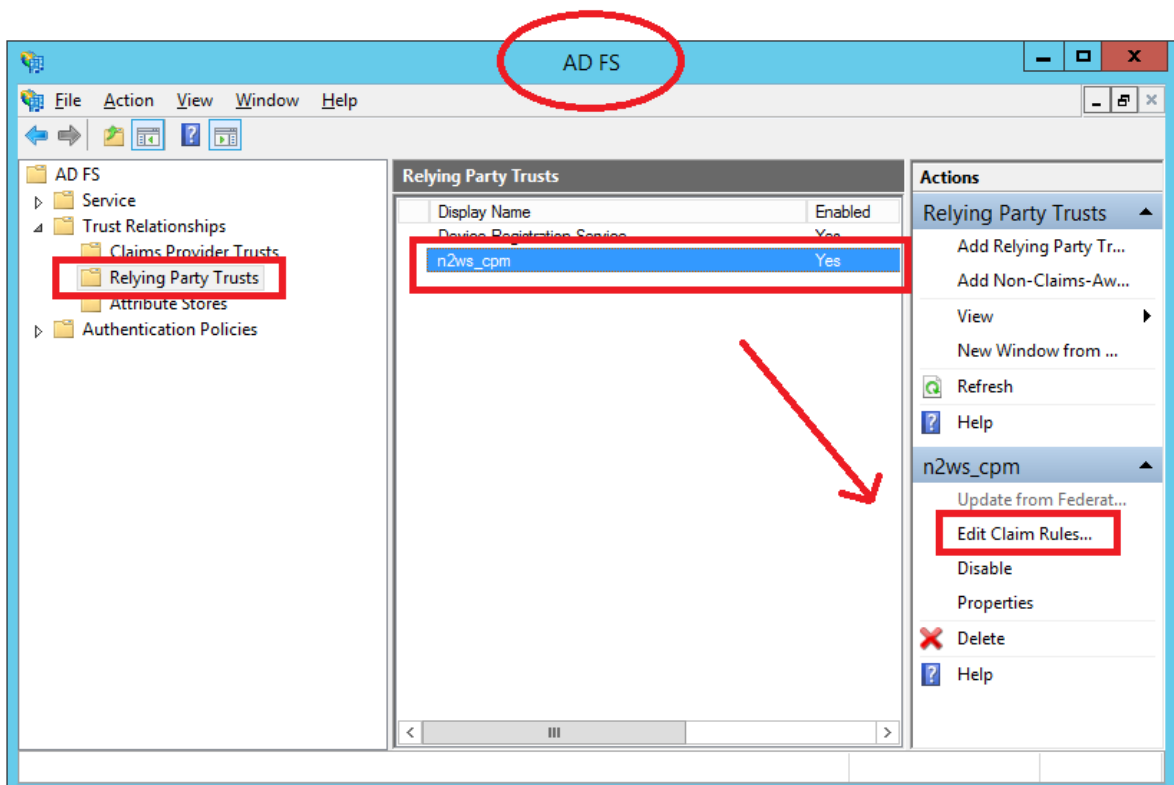 AD FS
File Action View Window Help
AD FS
Service
Trust Relationships
Claims Provider Trusts
Relying Party Trusts
Attribute Stores
Authentication Policies
Relying Party Trusts
Display Name Enabled
Device Registration Service Yes
n2ws_cpm Yes
Actions
Relying Party Trusts
Add Relying Party Tr...
Add Non-Claims-Aw...
View
New Window from ...
Refresh
Help
n2ws_cpm
Update from Federat...
Edit Claim Rules...
Disable
Properties
Delete
Help